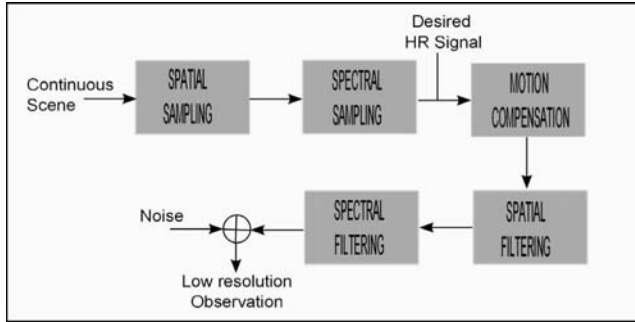 Desired
HR Signal
Continuous
Scene
SPATIAL
SAMPLING
SPECTRAL
SAMPLING
MOTION
COMPENSATION
Noise
SPECTRAL
FILTERING
SPATIAL
FILTERING
Low resolution
Observation